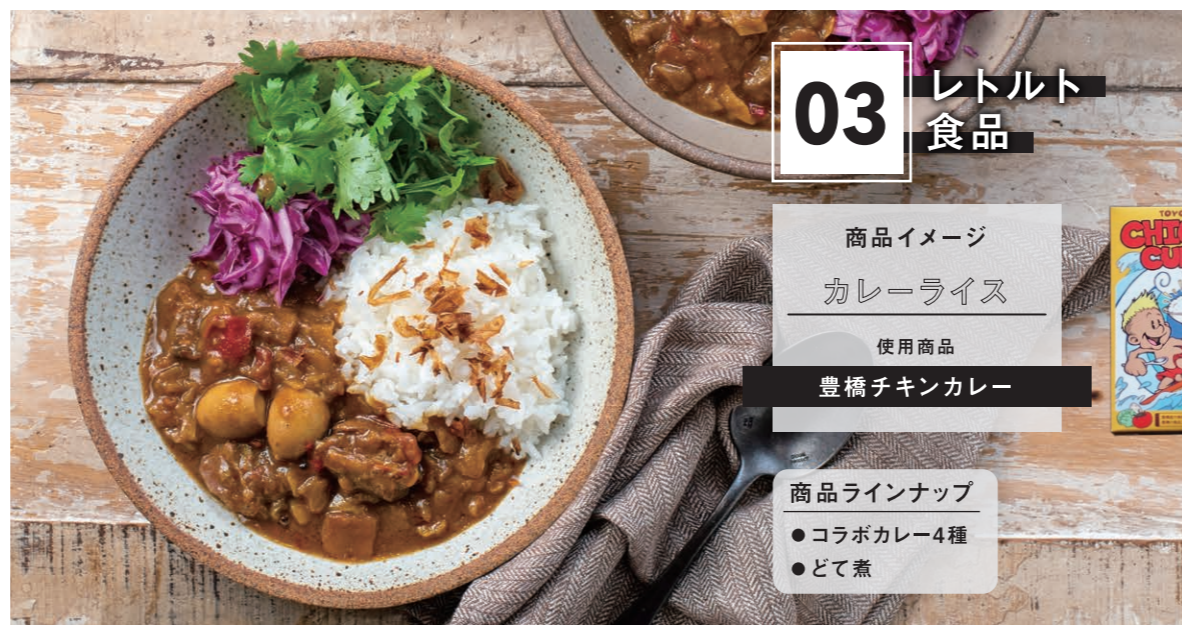 03
レトルト
食品
商品イメージ
カレーライス
使用商品
豊橋チキンカレー
商品ラインナップ
●コラボカレー4種
●どて煮